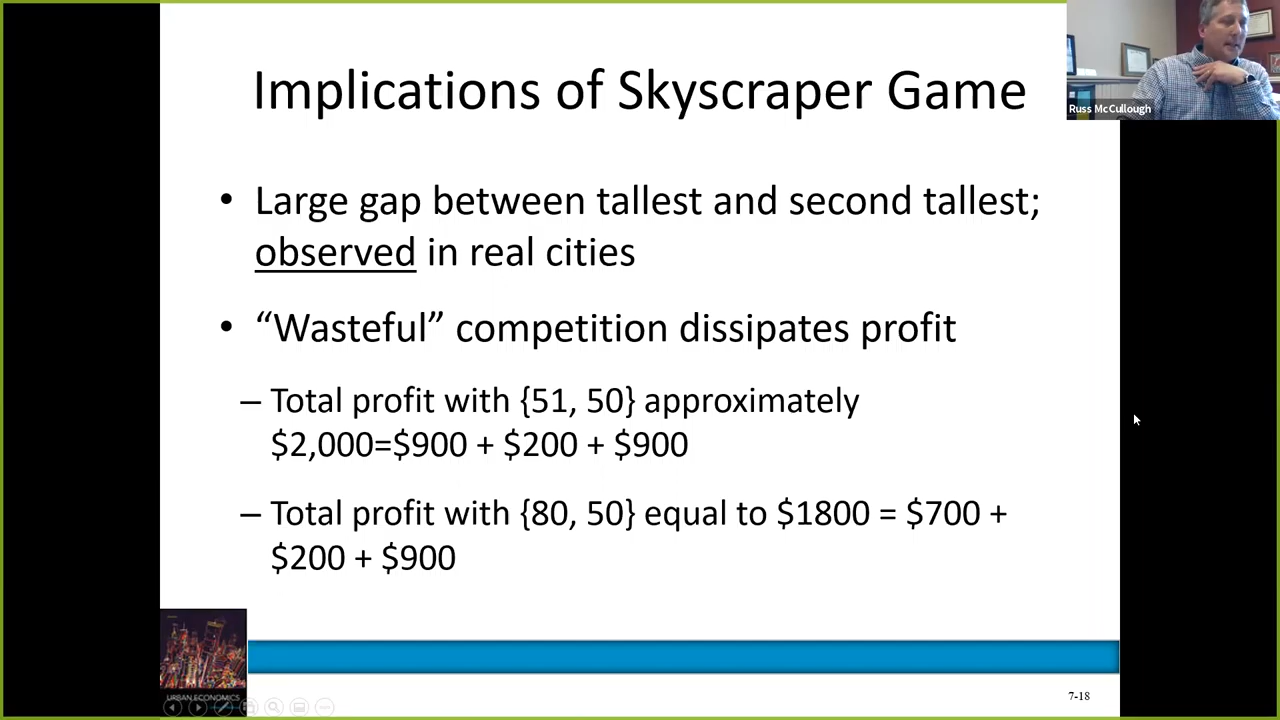 Implications of Skyscraper Game
Russ McCullough
• Large gap between tallest and second tallest;
observed in real cities
• “Wasteful” competition dissipates profit
– Total profit with {51, 50} approximately
$2,000=$900 + $200 + $900
– Total profit with {80, 50} equal to $1800 = $700 +
$200 + $900
URBAN ECONOMICS
7-18